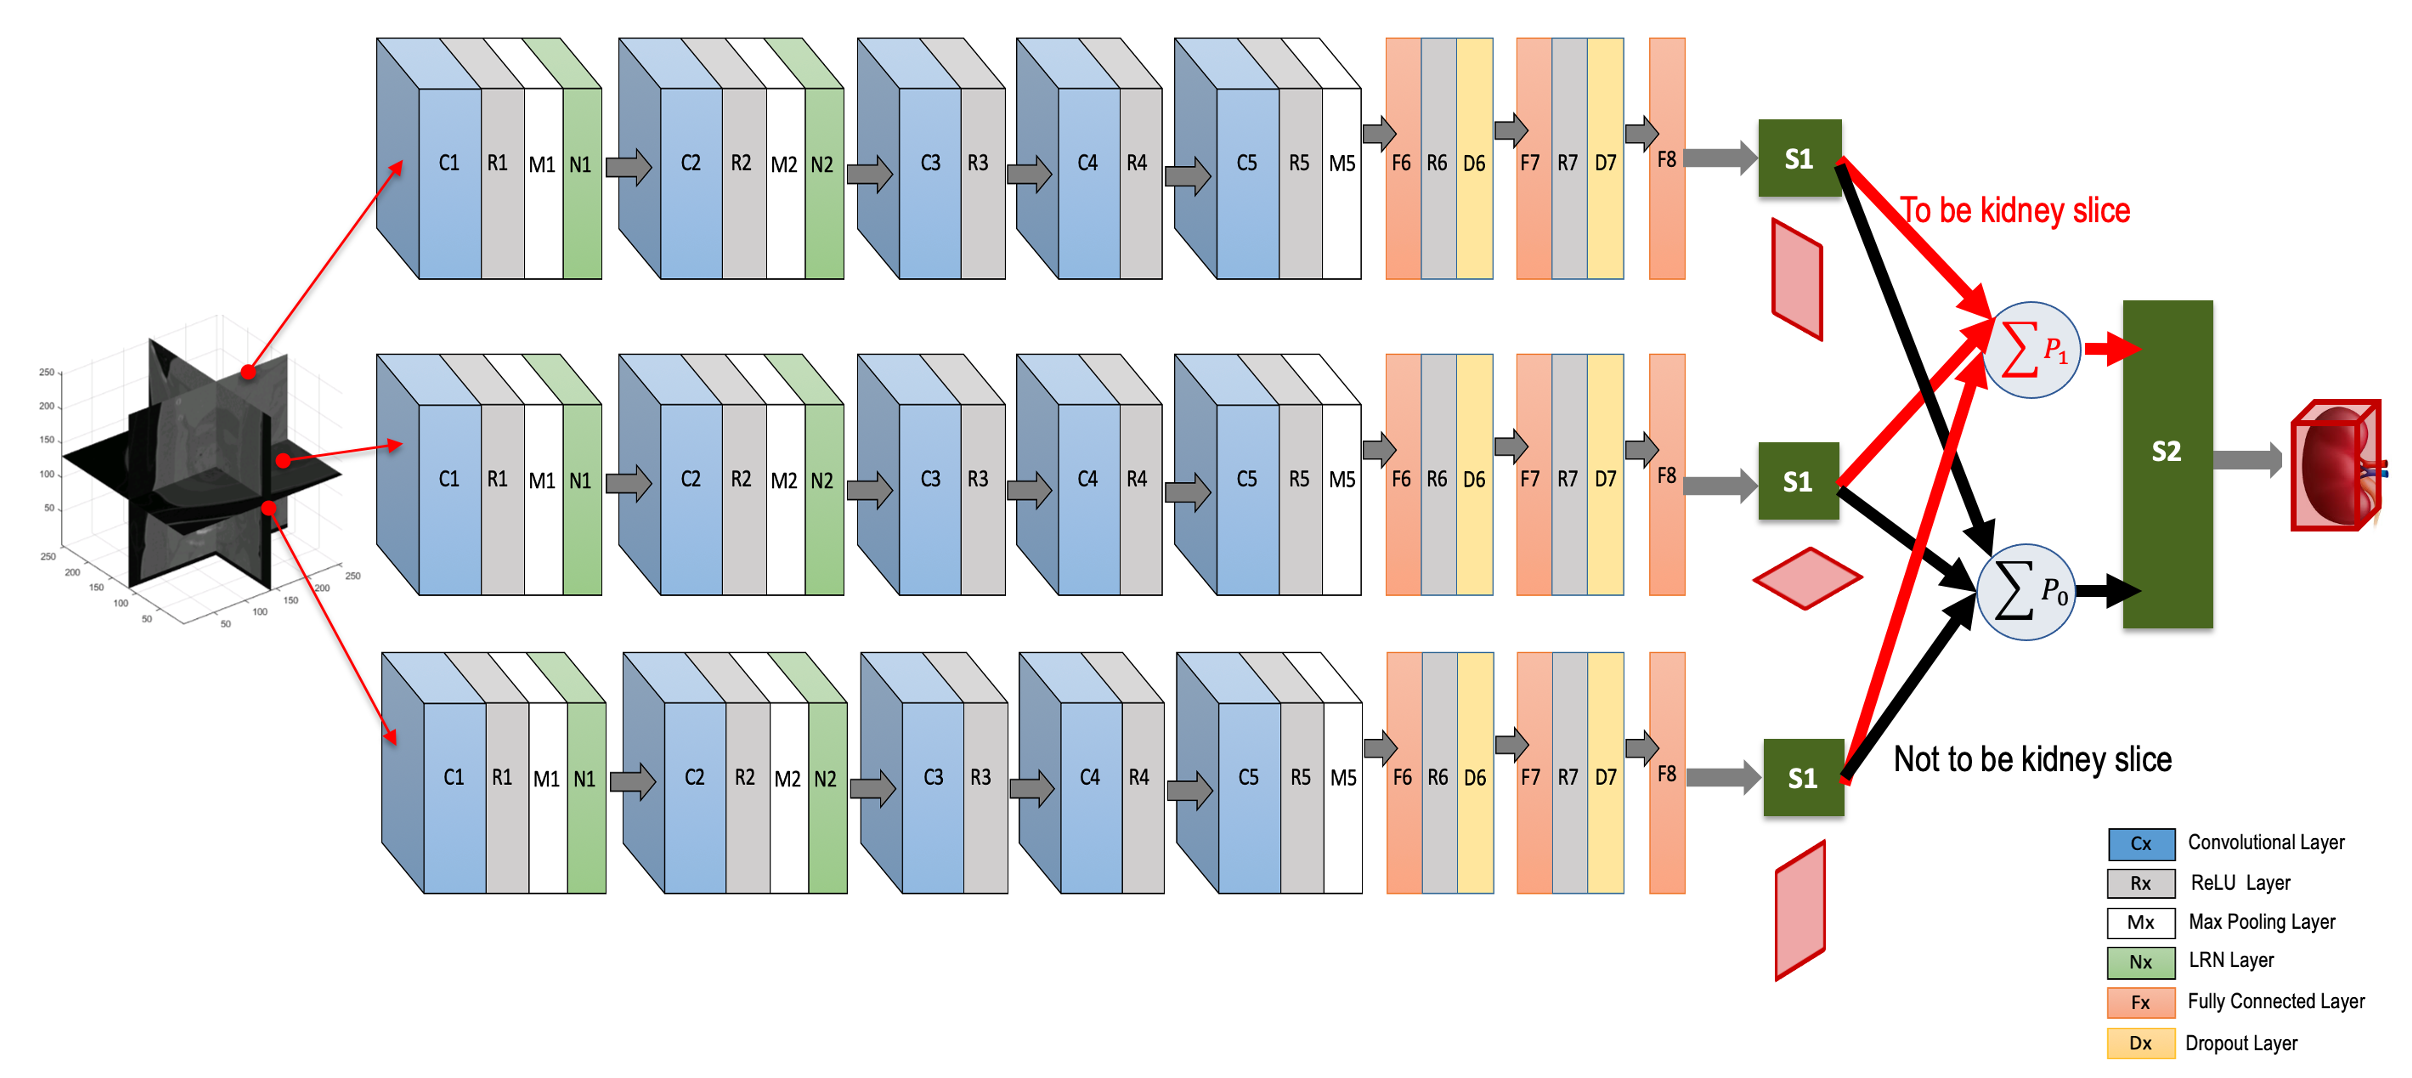 C1 R1 M1 N1 C2 R2 M2 N2 C3 R3 C4 R4 C5 R5 M5 F6 R6 D6 F7 R7 D7 F8 S1
To be kidney slice
250
200
150
100
50
250
200
150
100
50
50
100
150
200
250
C1 R1 M1 N1 C2 R2 M2 N2 C3 R3 C4 R4 C5 R5 M5 F6 R6 D6 F7 R7 D7 F8 S1
∑ P₁
S2
∑ P₀
C1 R1 M1 N1 C2 R2 M2 N2 C3 R3 C4 R4 C5 R5 M5 F6 R6 D6 F7 R7 D7 F8 S1
Not to be kidney slice
Cx Convolutional Layer
Rx ReLU Layer
Mx Max Pooling Layer
Nx LRN Layer
Fx Fully Connected Layer
Dx Dropout Layer